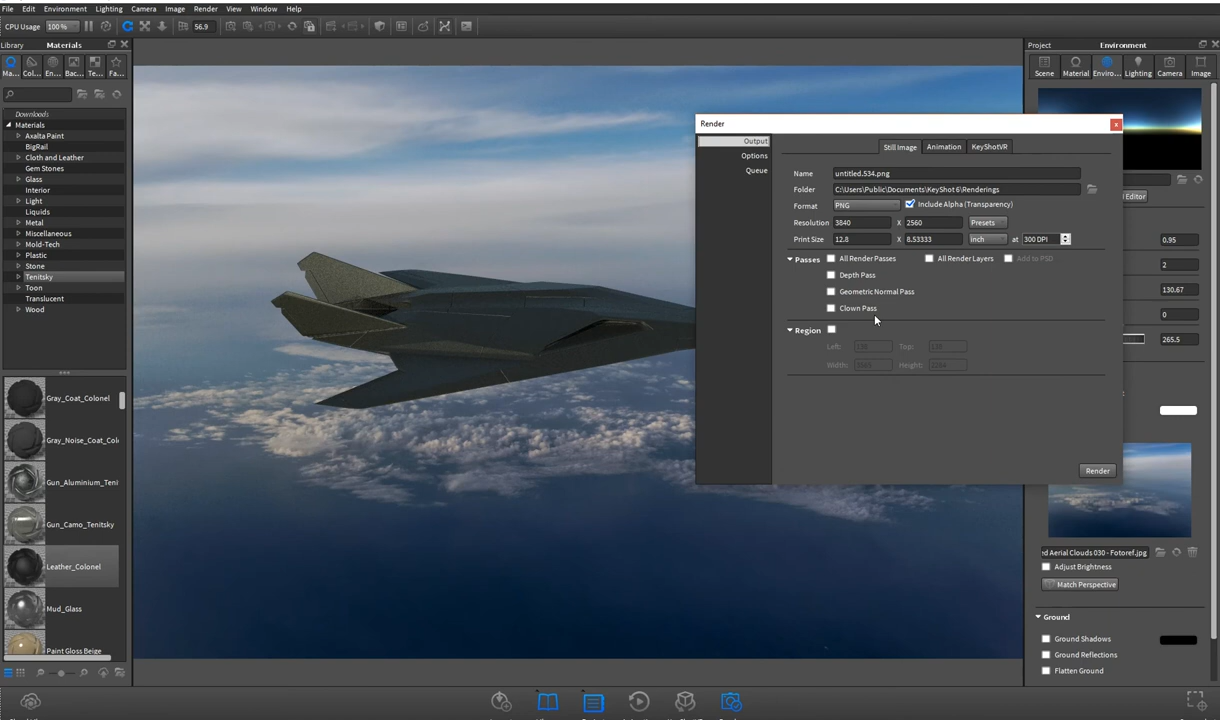 File Edit Environment Lighting Camera Image Render View Window Help
CPU Usage 100 % 56.9
Library Materials
Ma... Col... En... Bac... Te... Fa...
Downloads
Materials
Axalta Paint
BigRail
Cloth and Leather
Gem Stones
Glass
Interior
Light
Liquids
Metal
Miscellaneous
Mold-Tech
Plastic
Stone
Tenitsky
Toon
Translucent
Wood
Gray_Coat_Colonel
Gray_Noise_Coat_Col
Gun_Aluminium_Teni
Gun_Camo_Tenitsky
Leather_Colonel
Mud_Glass
Paint Gloss Beige
Render
Output
Options
Queue
Still Image Animation KeyShotVR
Name untitled.534.png
Folder C:\Users\Public\Documents\KeyShot 6\Renderings
Format PNG Include Alpha (Transparency)
Resolution 3840 X 2560 Presets
Print Size 12.8 X 8.53333 Inch at 300 DPI
Passes All Render Passes All Render Layers Add to PSD
Depth Pass
Geometric Normal Pass
Clown Pass
Region
Left: Top:
Width: Height:
Render
Project Environment
Scene Material Enviro... Lighting Camera Image
Editor
0.95
2
130.67
0
265.5
d Aerial Clouds 030 - Fotoref.jpg
Adjust Brightness
Match Perspective
Ground
Ground Shadows
Ground Reflections
Flatten Ground